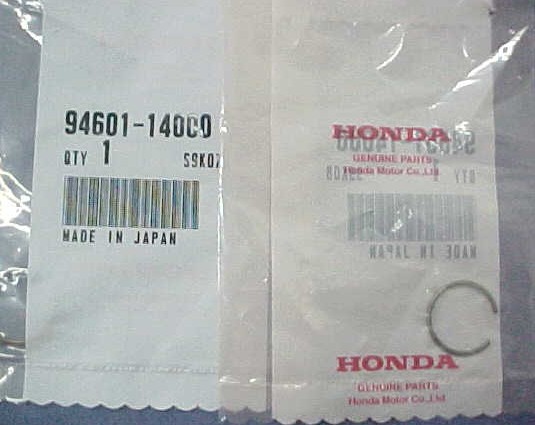 94601-14000
QTY 1 S9K0Z
MADE IN JAPAN
HONDA
GENUINE PARTS
Honda Motor Co.,Ltd.
HONDA
GENUINE PARTS
Honda Motor Co.,Ltd.